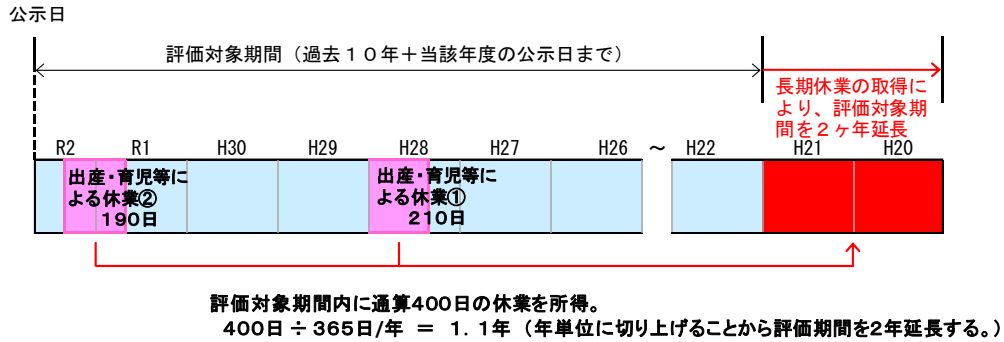 公示日
評価対象期間（過去１０年＋当該年度の公示日まで）
長期休業の取得に
より、評価対象期
間を２ヶ年延長
R2 R1 H30 H29 H28 H27 H26 ～ H22 H21 H20
出産・育児等に
よる休業②
190日
出産・育児等に
よる休業①
210日
評価対象期間内に通算400日の休業を所得。
400日÷365日/年 ＝ 1.1年（年単位に切り上げることから評価期間を2年延長する。）